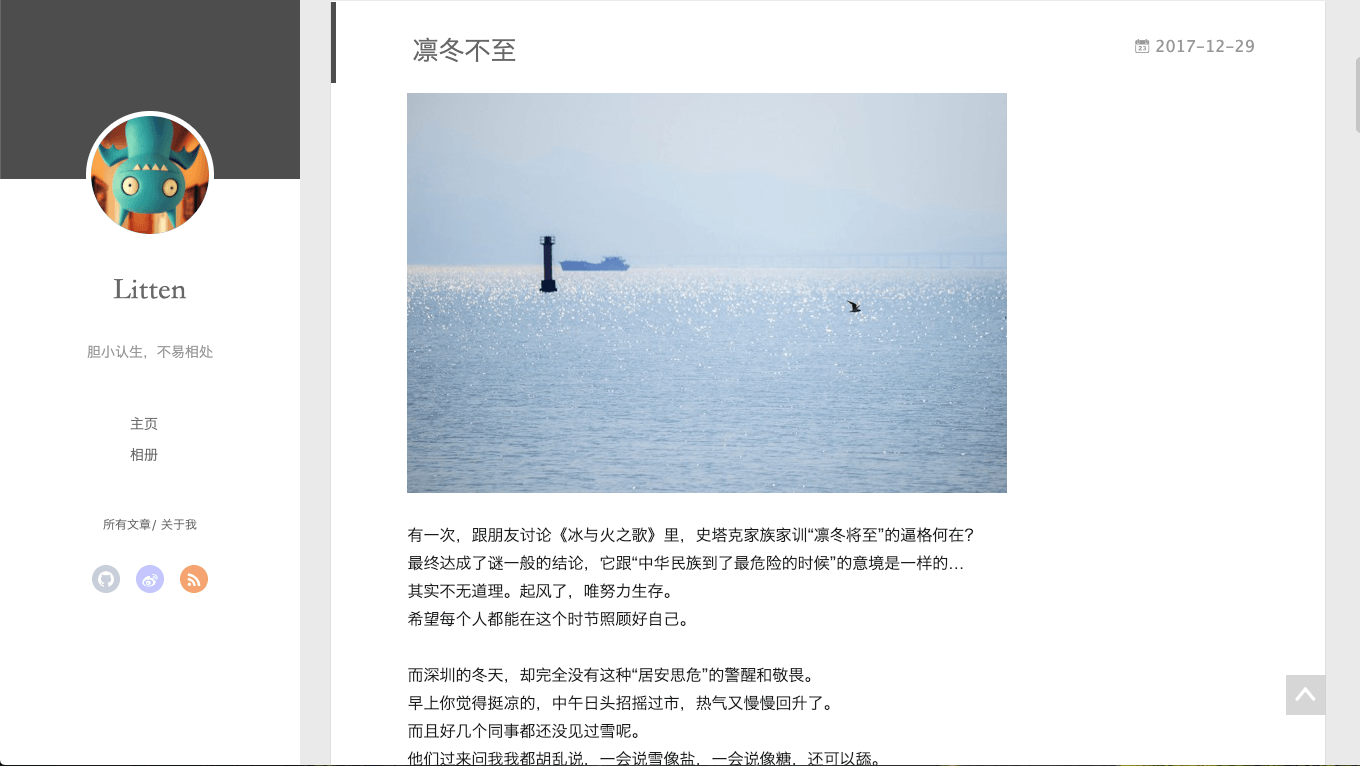 Litten
胆小认生，不易相处
主页
相册
所有文章/ 关于我
凛冬不至
2017-12-29
有一次，跟朋友讨论《冰与火之歌》里，史塔克家族家训“凛冬将至”的逼格何在?
最终达成了谜一般的结论，它跟“中华民族到了最危险的时候”的意境是一样的…
其实不无道理。起风了，唯努力生存。
希望每个人都能在这个时节照顾好自己。
而深圳的冬天，却完全没有这种“居安思危”的警醒和敬畏。
早上你觉得挺凉的，中午日头招摇过市，热气又慢慢回升了。
而且好几个同事都还没见过雪呢。
他们过来问我我都胡乱说，一会说雪像盐，一会说像糖，还可以舔。